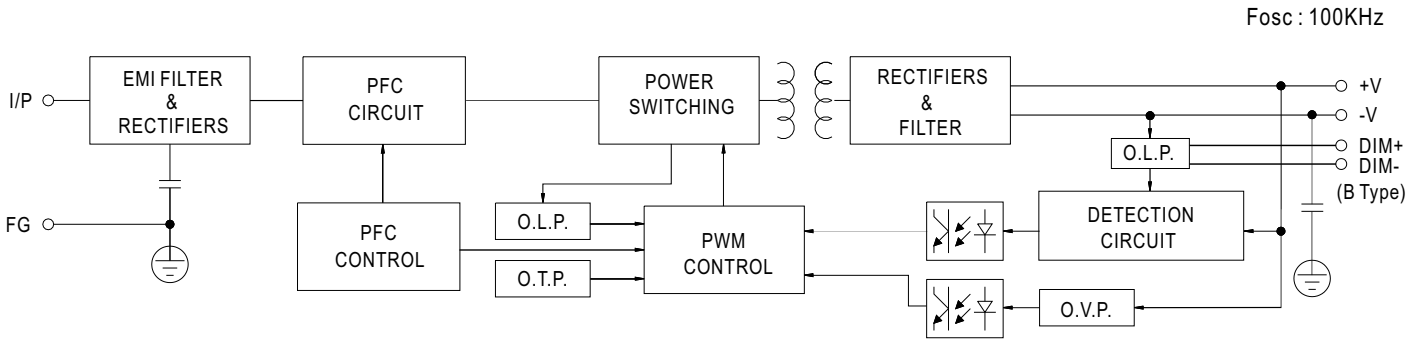 Fosc : 100KHz
I/P
EMI FILTER
&
RECTIFIERS
PFC
CIRCUIT
POWER
SWITCHING
RECTIFIERS
&
FILTER
+V
-V
O.L.P.
DIM+
DIM-
(B Type)
FG
PFC
CONTROL
O.L.P.
O.T.P.
PWM
CONTROL
DETECTION
CIRCUIT
O.V.P.